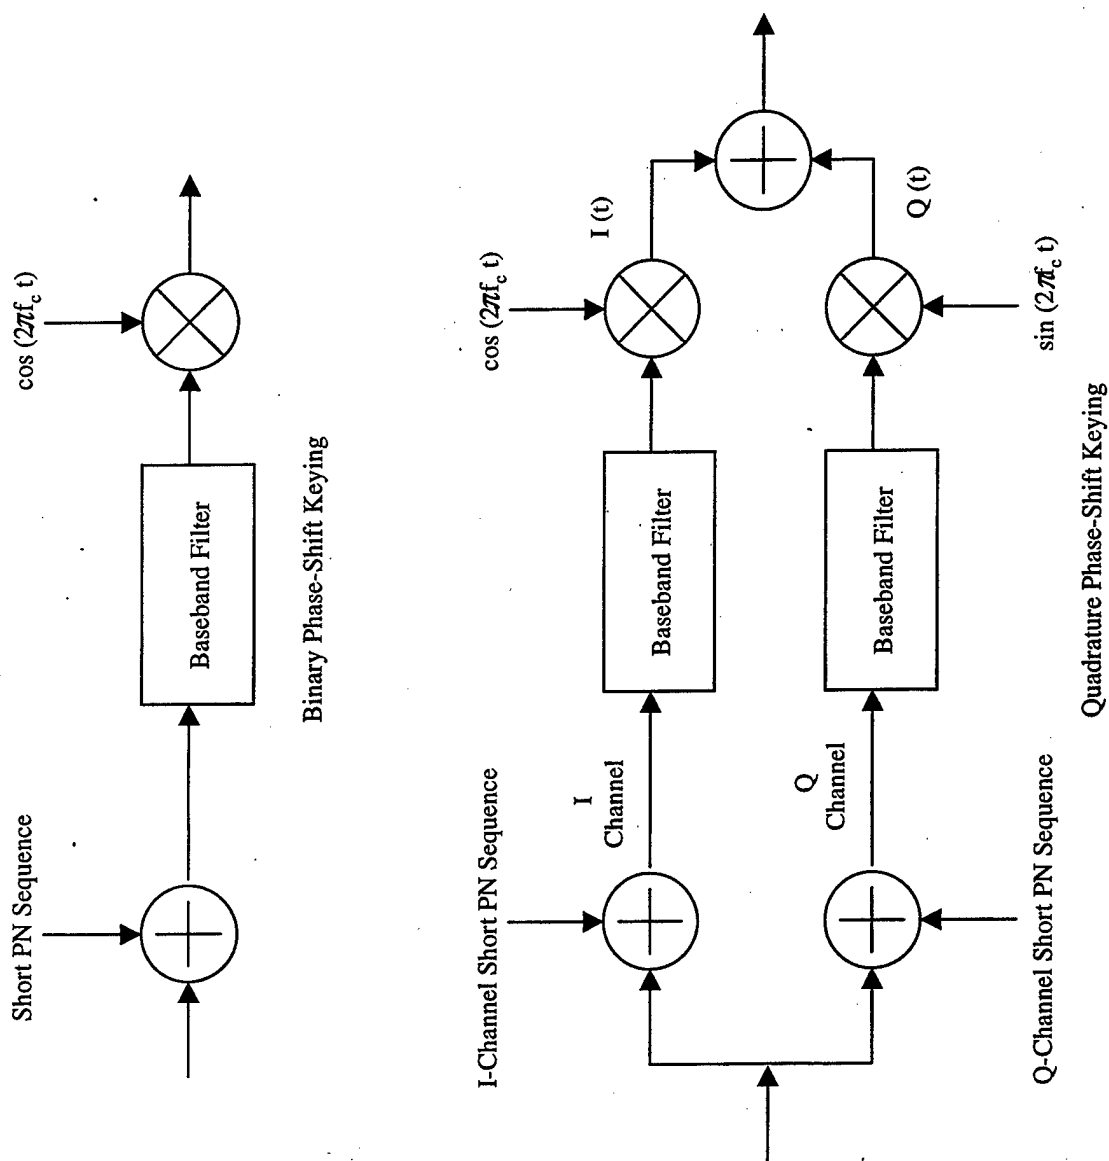 Short PN Sequence
Baseband Filter
cos (2πf_c t)
Binary Phase-Shift Keying
I-Channel Short PN Sequence
I
Channel
Baseband Filter
cos (2πf_c t)
I (t)
Q
Channel
Baseband Filter
Q (t)
Q-Channel Short PN Sequence
sin (2πf_c t)
Quadrature Phase-Shift Keying